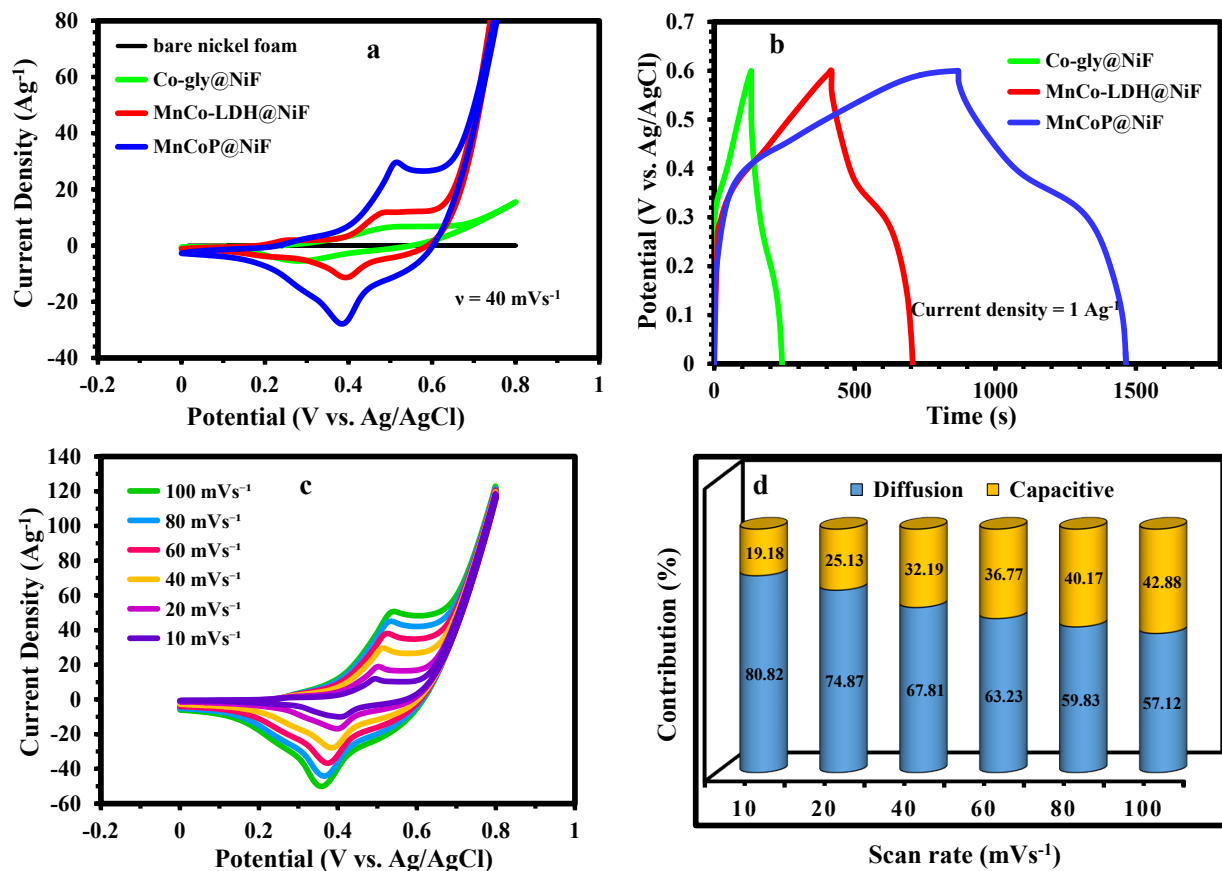 a
bare nickel foam
Co-gly@NiF
MnCo-LDH@NiF
MnCoP@NiF
ν = 40 mVs⁻¹
Current Density (Ag⁻¹)
80
60
40
20
0
-20
-40
-0.2 0 0.2 0.4 0.6 0.8 1
Potential (V vs. Ag/AgCl)
b
Co-gly@NiF
MnCo-LDH@NiF
MnCoP@NiF
Current density = 1 Ag⁻¹
Potential (V vs. Ag/AgCl)
0.7
0.6
0.5
0.4
0.3
0.2
0.1
0
0 500 1000 1500
Time (s)
c
100 mVs⁻¹
80 mVs⁻¹
60 mVs⁻¹
40 mVs⁻¹
20 mVs⁻¹
10 mVs⁻¹
Current Density (Ag⁻¹)
140
120
100
80
60
40
20
0
-20
-40
-60
-0.2 0 0.2 0.4 0.6 0.8 1
Potential (V vs. Ag/AgCl)
d
Diffusion Capacitive
Contribution (%)
19.18 25.13 32.19 36.77 40.17 42.88
80.82 74.87 67.81 63.23 59.83 57.12
10 20 40 60 80 100
Scan rate (mVs⁻¹)